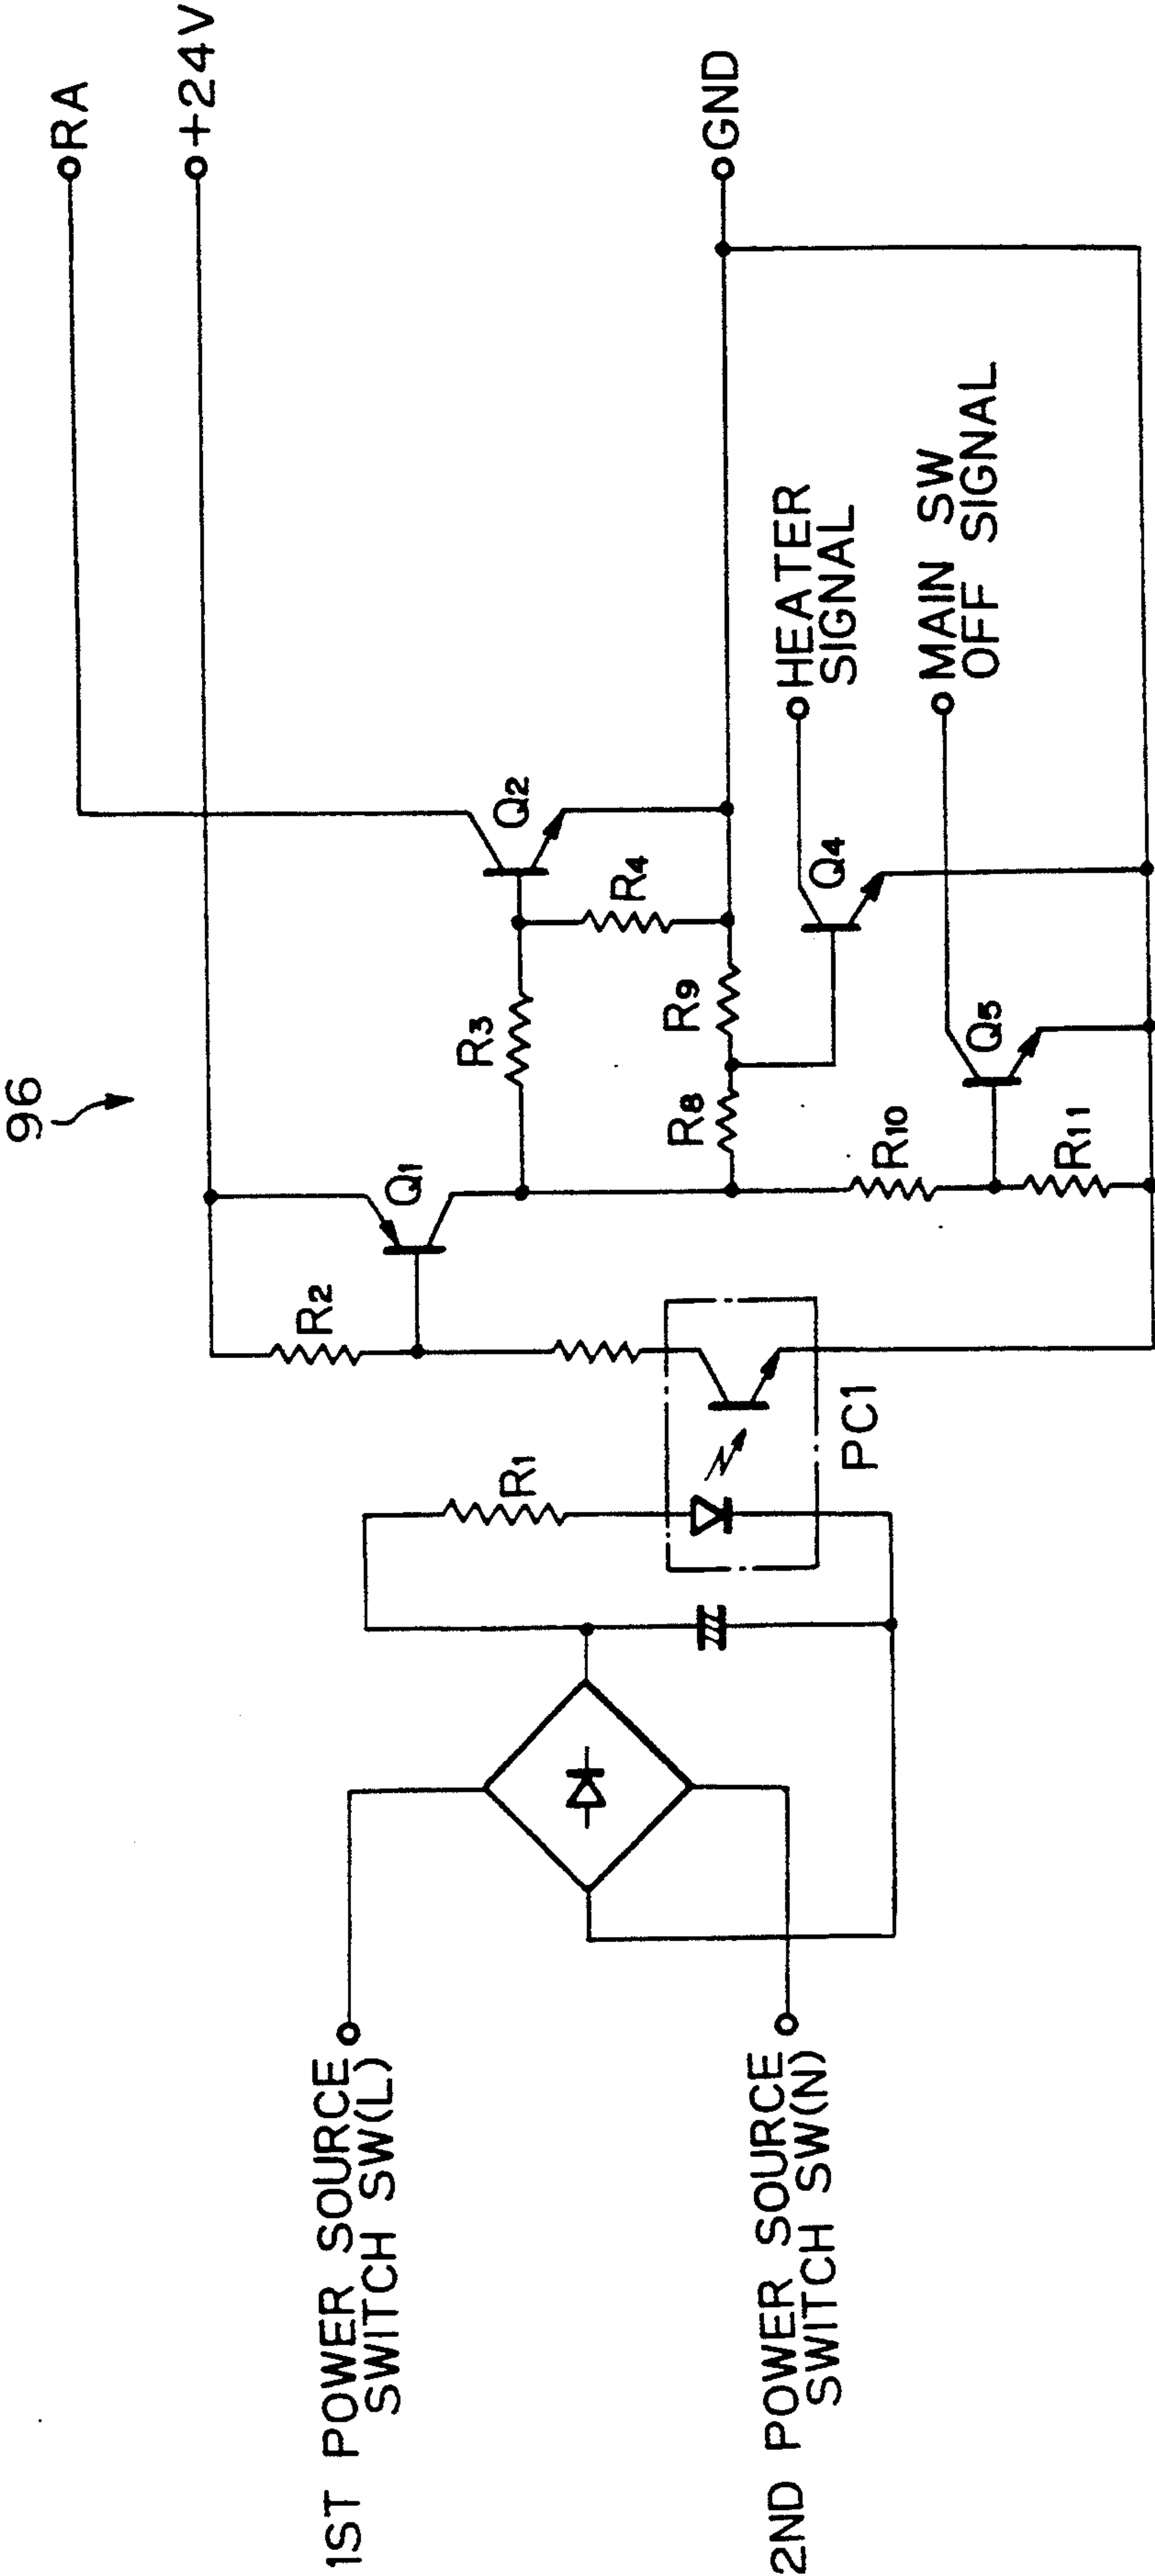 96
RA
+24V
GND
HEATER
SIGNAL
MAIN SW
OFF SIGNAL
Q1
Q2
Q4
Q5
R1
R2
R3
R4
R8
R9
R10
R11
PC1
1ST POWER SOURCE
SWITCH SW(L)
2ND POWER SOURCE
SWITCH SW(N)